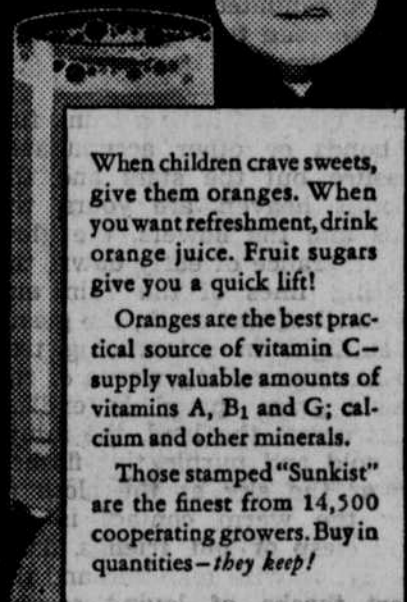 When children crave sweets,
give them oranges. When
you want refreshment, drink
orange juice. Fruit sugars
give you a quick lift!
Oranges are the best prac-
tical source of vitamin C—
supply valuable amounts of
vitamins A, B₁ and G; cal-
cium and other minerals.
Those stamped "Sunkist"
are the finest from 14,500
cooperating growers. Buy in
quantities—they keep!